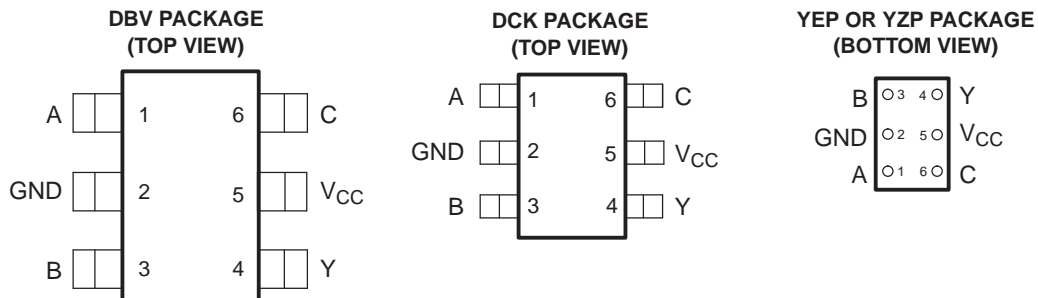 DBV PACKAGE
(TOP VIEW)
A 1 6 C
GND 2 5 VCC
B 3 4 Y
DCK PACKAGE
(TOP VIEW)
A 1 6 C
GND 2 5 VCC
B 3 4 Y
YEP OR YZP PACKAGE
(BOTTOM VIEW)
B 3 4 Y
GND 2 5 VCC
A 1 6 C